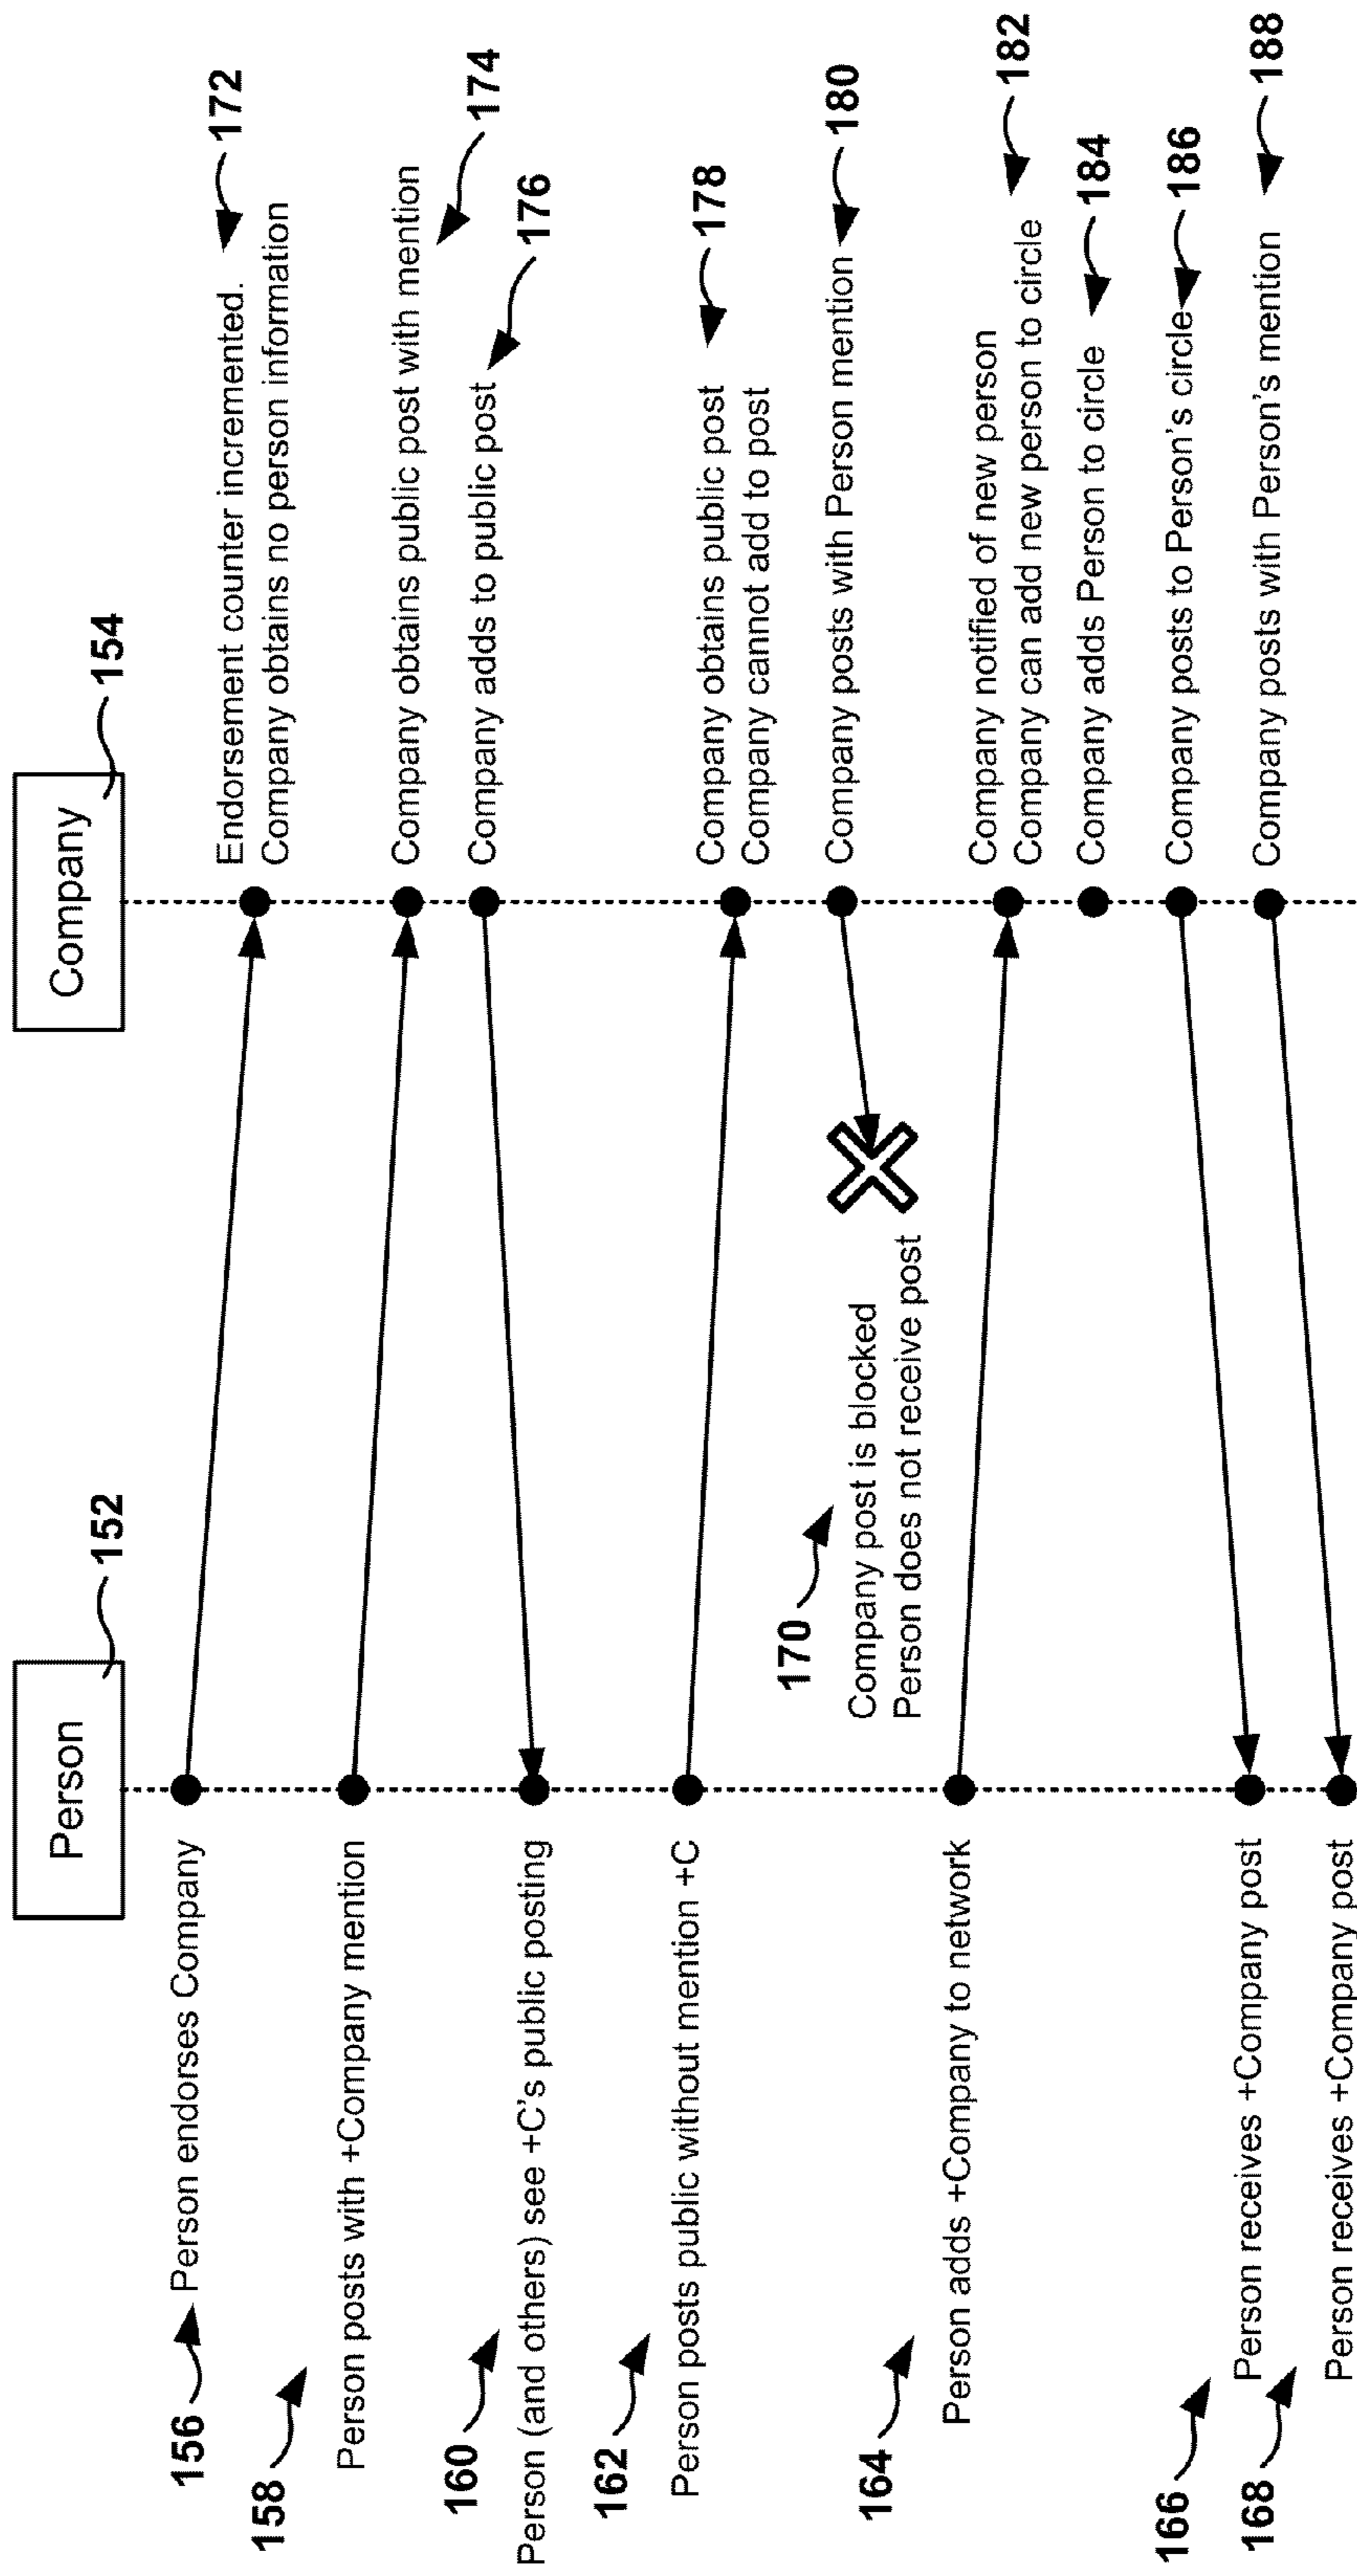 Person
152
Company
154
156
Person endorses Company
Endorsement counter incremented.
Company obtains no person information
172
158
Person posts with +Company mention
Company obtains public post with mention
174
Company adds to public post
176
160
Person (and others) see +C's public posting
162
Person posts public without mention +C
Company obtains public post
Company cannot add to post
178
Company posts with Person mention
180
170
Company post is blocked
Person does not receive post
164
Person adds +Company to network
Company notified of new person
Company can add new person to circle
182
Company adds Person to circle
184
Company posts to Person's circle
186
166
Person receives +Company post
Company posts with Person's mention
188
168
Person receives +Company post